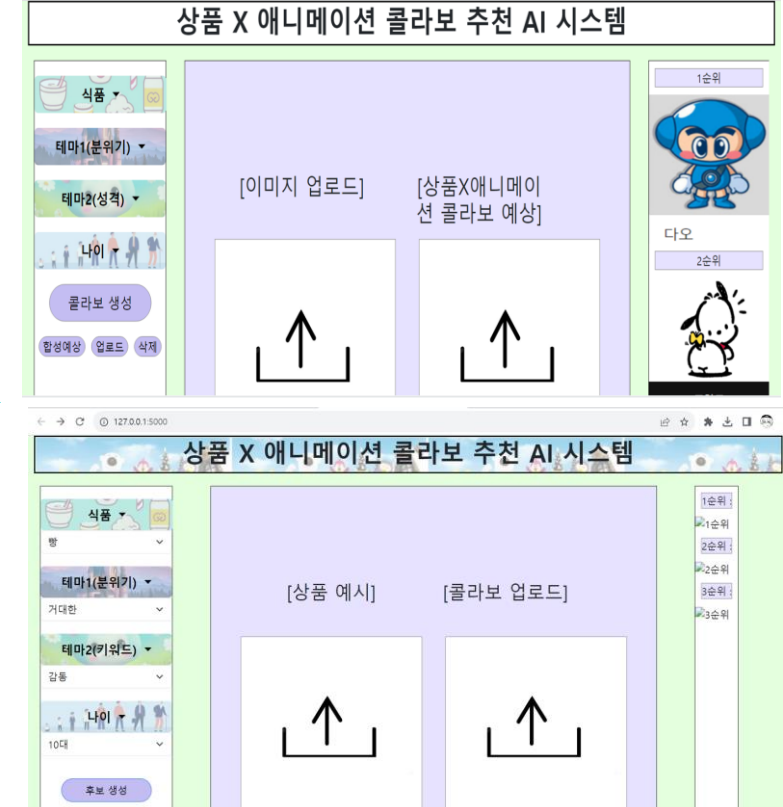 상품 X 애니메이션 콜라보 추천 AI 시스템
식품
테마1(분위기)
테마2(성격)
나이
콜라보 생성
합성예상 업로드 삭제
[이미지 업로드]
[상품X애니메이
션 콜라보 예상]
1순위
다오
2순위
127.0.0.1:5000
상품 X 애니메이션 콜라보 추천 AI 시스템
식품
빵
테마1(분위기)
거대한
테마2(키워드)
감동
나이
10대
후보 생성
[상품 예시]
[콜라보 업로드]
1순위 :
1순위
2순위 :
2순위
3순위 :
3순위